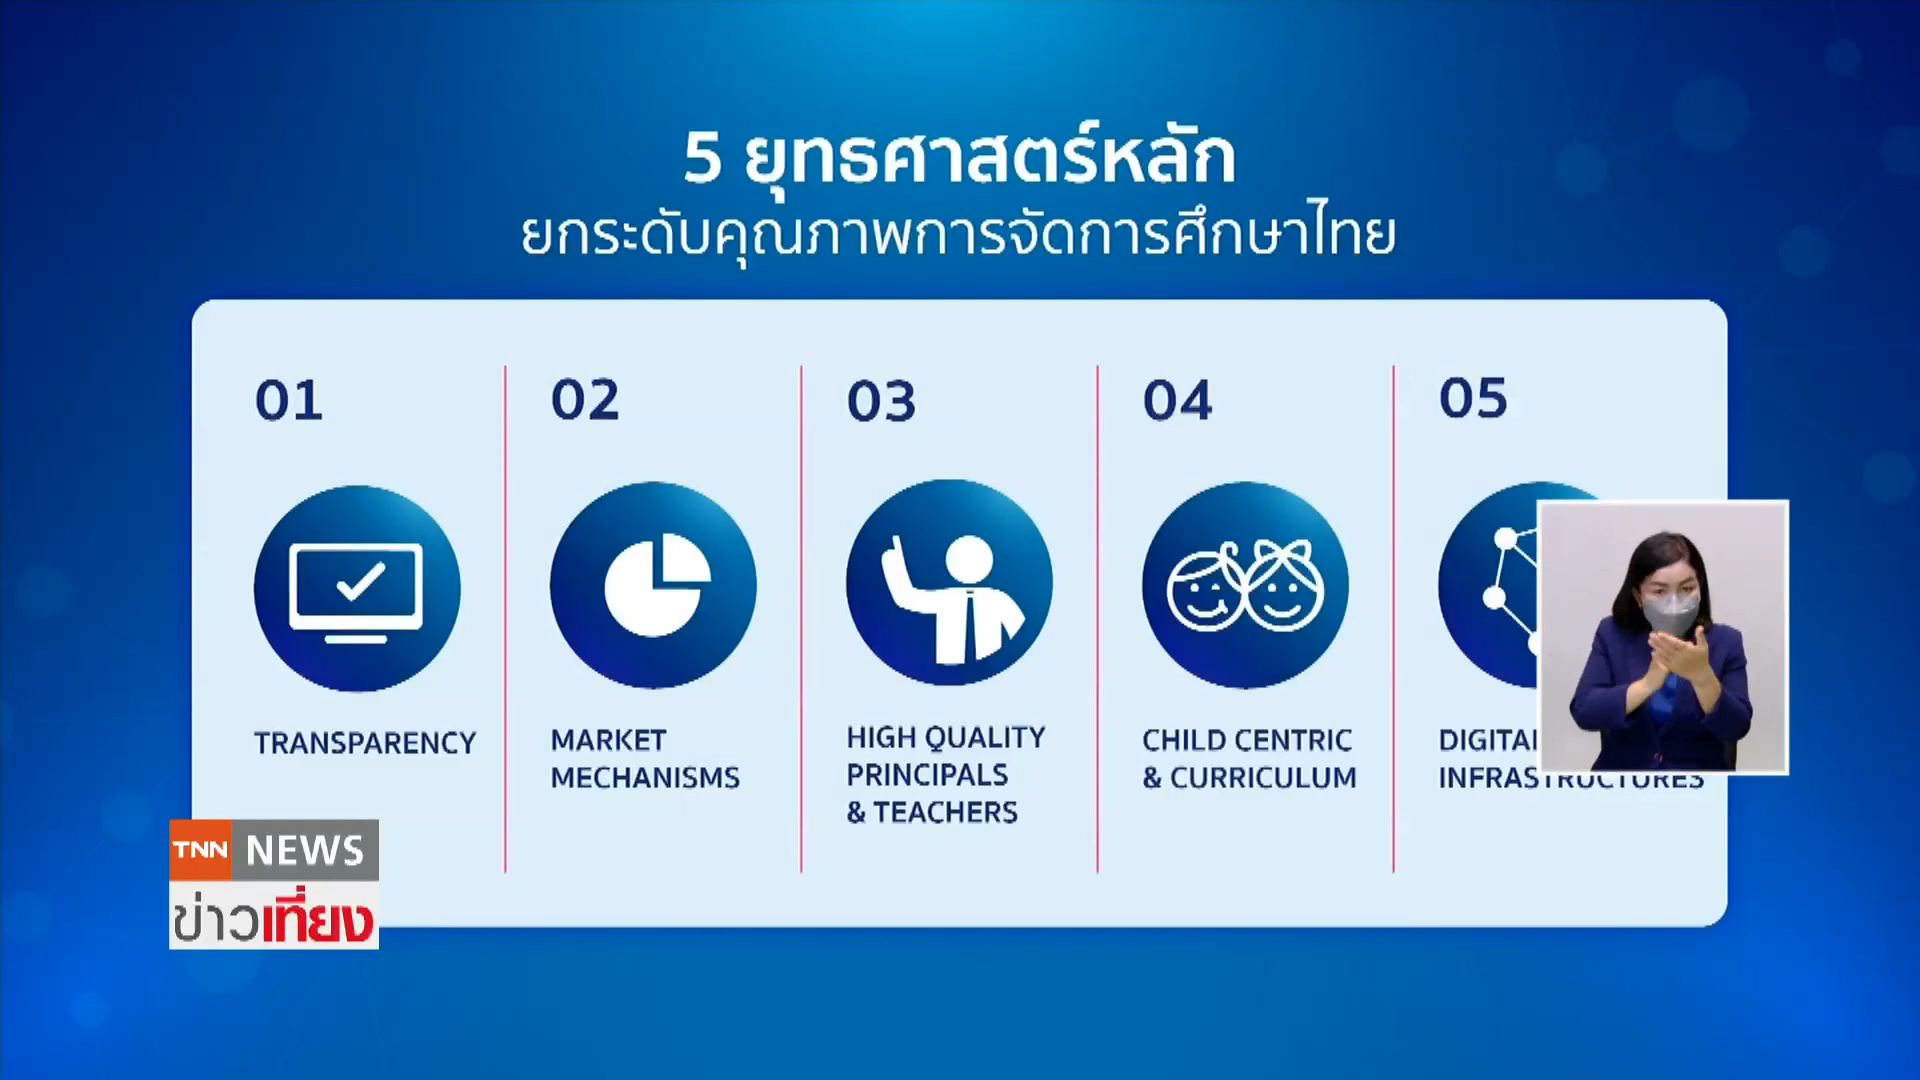 5 ยุทธศาสตร์หลัก
ยกระดับคุณภาพการจัดการศึกษาไทย
01
TRANSPARENCY
02
MARKET
MECHANISMS
03
HIGH QUALITY
PRINCIPALS
& TEACHERS
04
CHILD CENTRIC
& CURRICULUM
05
DIGITAL
INFRASTRUCTURES
TNN NEWS
ข่าวเที่ยง